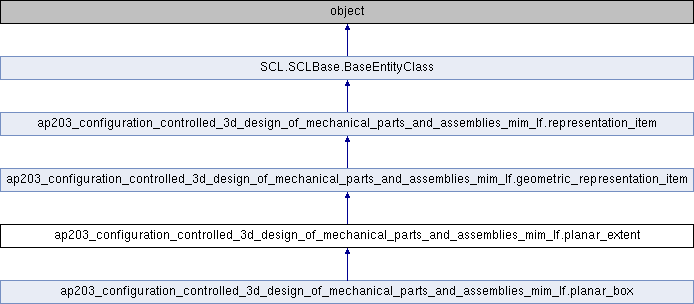 object
SCL.SCLBase.BaseEntityClass
ap203_configuration_controlled_3d_design_of_mechanical_parts_and_assemblies_mim_lf.representation_item
ap203_configuration_controlled_3d_design_of_mechanical_parts_and_assemblies_mim_lf.geometric_representation_item
ap203_configuration_controlled_3d_design_of_mechanical_parts_and_assemblies_mim_lf.planar_extent
ap203_configuration_controlled_3d_design_of_mechanical_parts_and_assemblies_mim_lf.planar_box